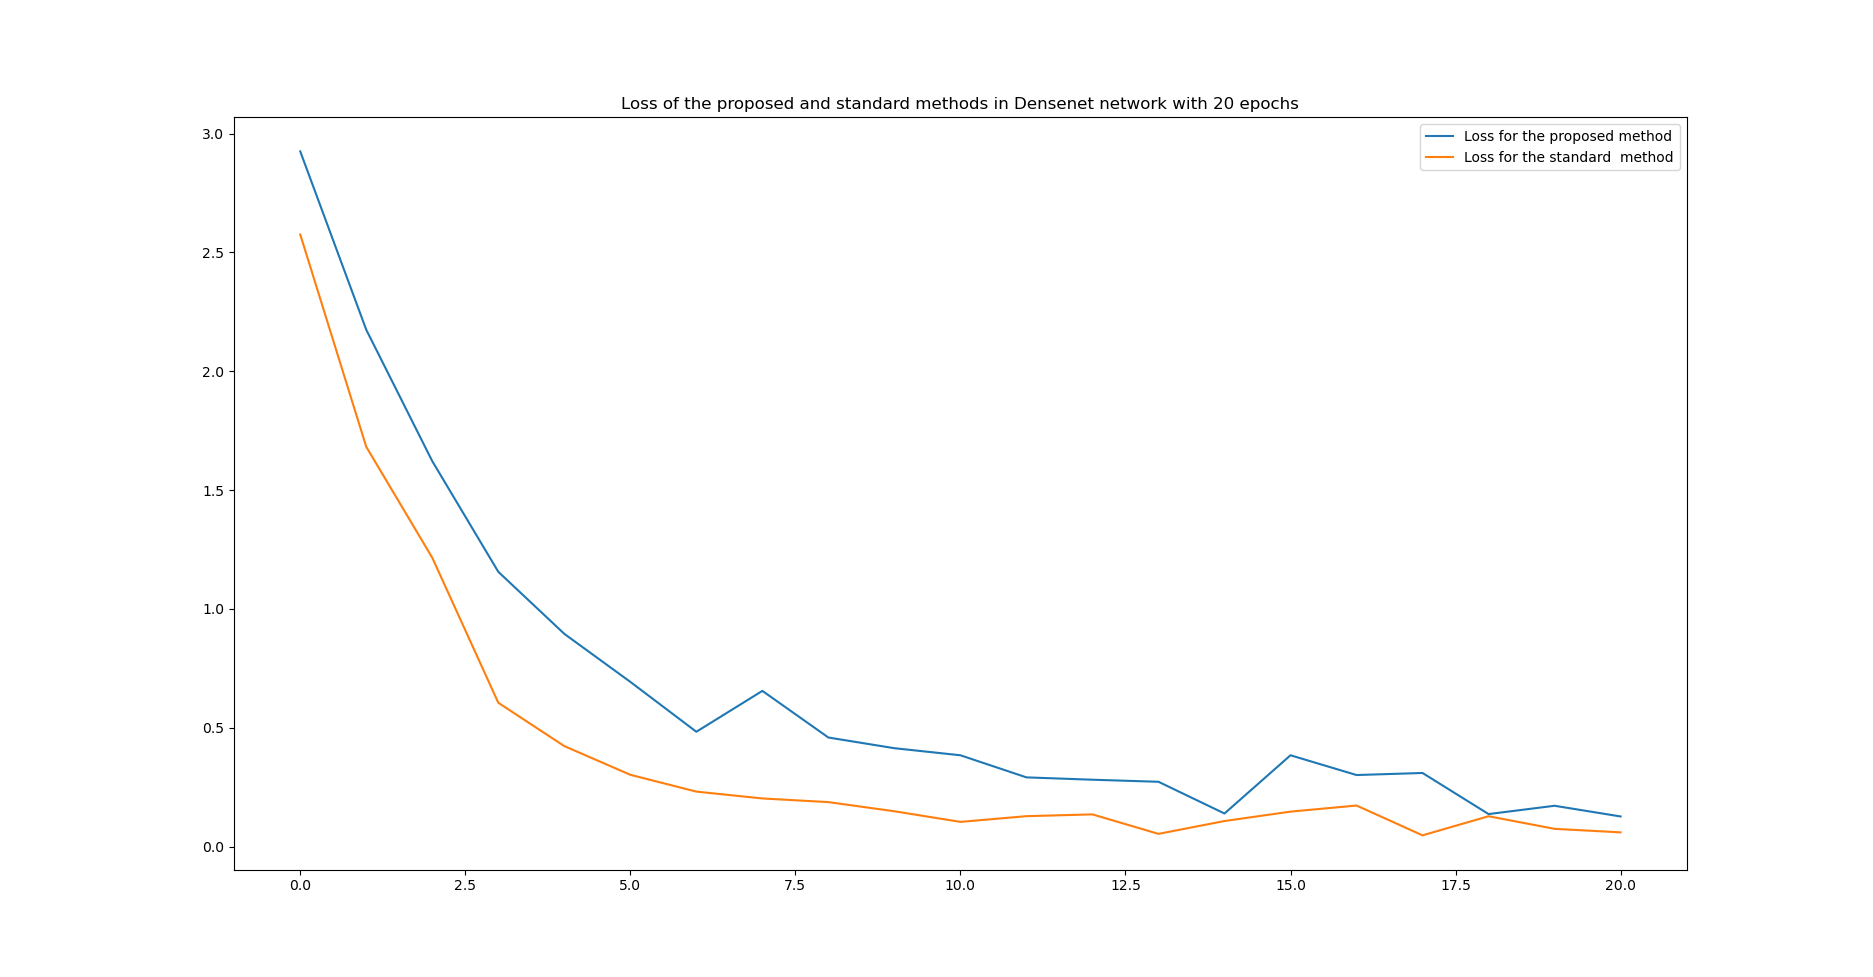 Loss of the proposed and standard methods in Densenet network with 20 epochs
Loss for the proposed method
Loss for the standard  method
3.0
2.5
2.0
1.5
1.0
0.5
0.0
0.0 2.5 5.0 7.5 10.0 12.5 15.0 17.5 20.0